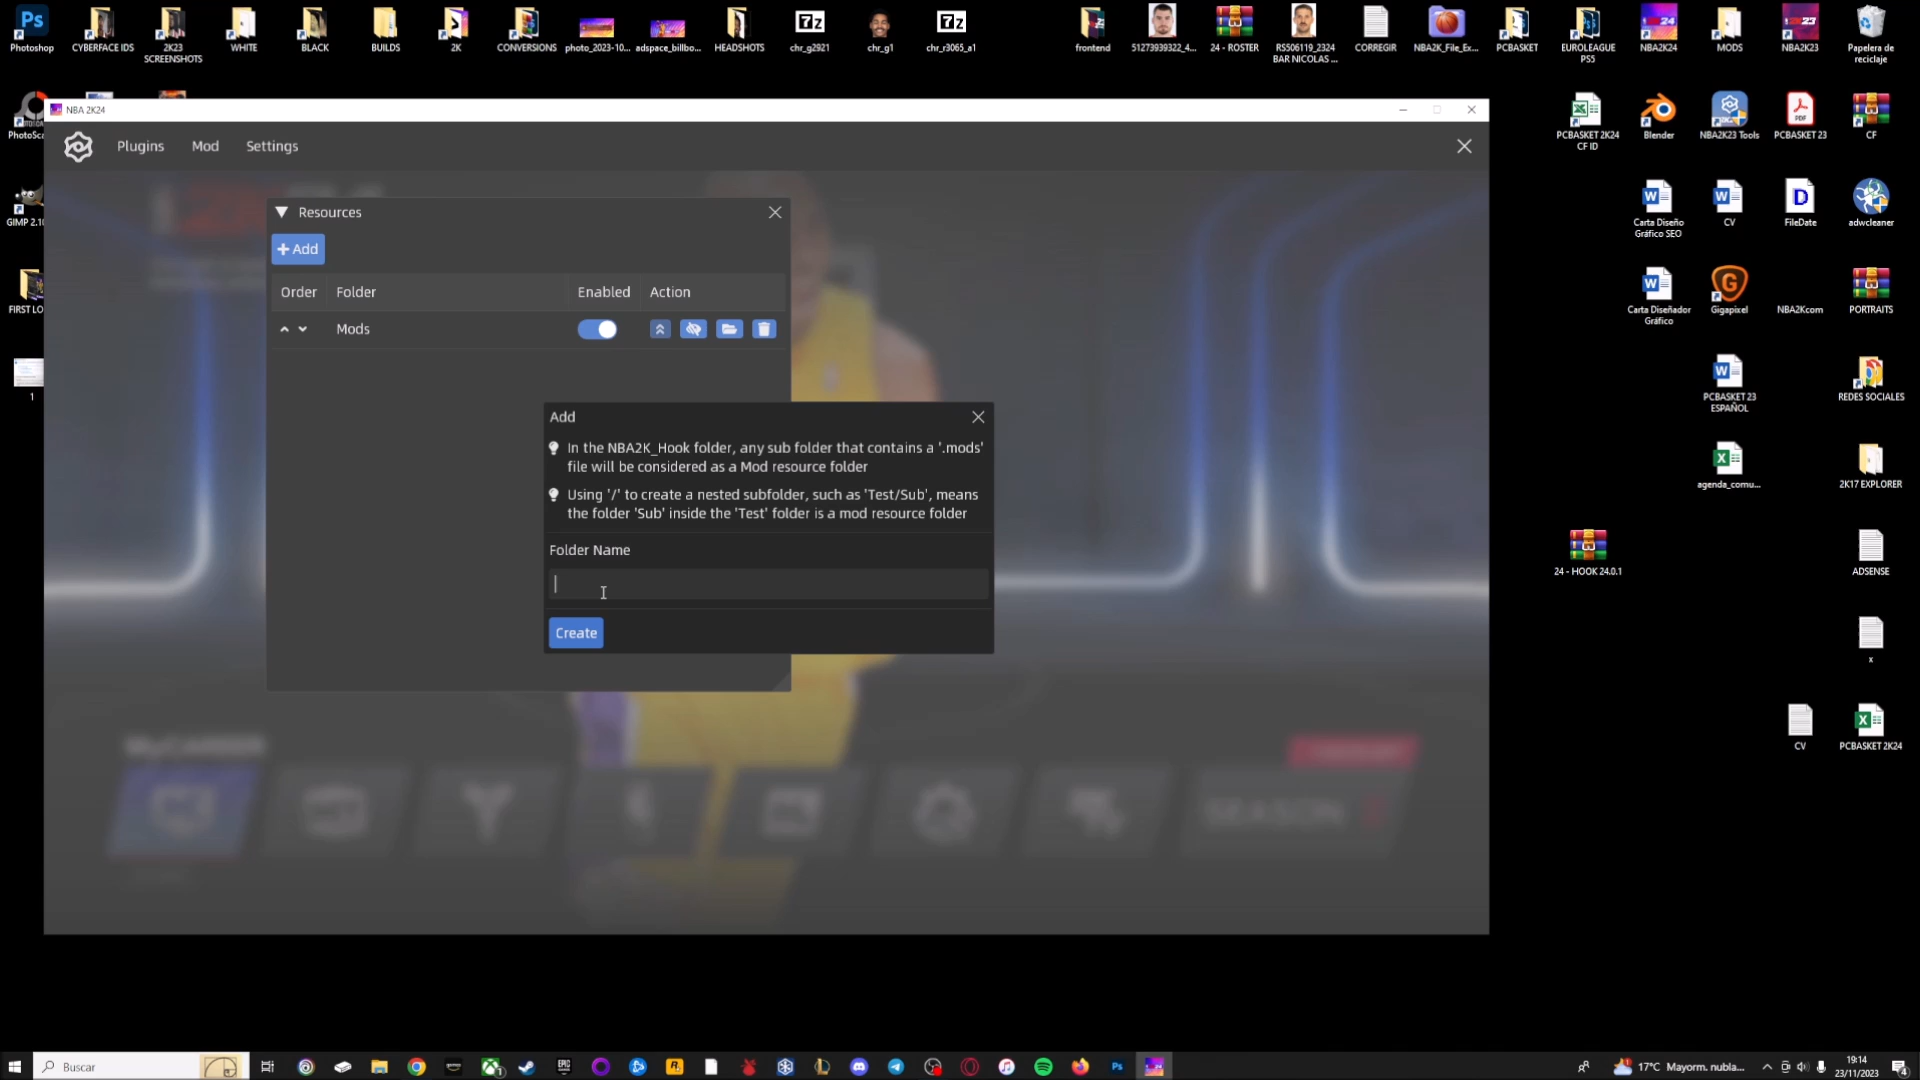 Photoshop
CYBERFACE IDS
2K23
SCREENSHOTS
WHITE
BLACK
BUILDS
2K
CONVERSIONS
photo_2023-10...
adspace_billbo...
HEADSHOTS
chr_g2921
chr_g1
chr_r3065_a1
frontend
51273939322_4...
24 - ROSTER
RS506119_2324
BAR NICOLAS ...
CORREGIR
NBA2K_File_Ex...
PCBASKET
EUROLEAGUE
PS5
NBA2K24
MODS
NBA2K23
Papelera de
reciclaje
PhotoSca
GIMP 2.10
FIRST LO
1
PCBASKET 2K24
CF ID
Blender
NBA2K23 Tools
PCBASKET 23
CF
Carta Diseño
Gráfico SEO
CV
FileDate
adwcleaner
Carta Diseñador
Gráfico
Gigapixel
NBA2Kcom
PORTRAITS
PCBASKET 23
ESPAÑOL
REDES SOCIALES
agenda_comu...
2K17 EXPLORER
24 - HOOK 24.0.1
ADSENSE
x
CV
PCBASKET 2K24
NBA 2K24
Plugins
Mod
Settings
Resources
Add
Order
Folder
Enabled
Action
Mods
Add
In the NBA2K_Hook folder, any sub folder that contains a '.mods'
file will be considered as a Mod resource folder
Using '/' to create a nested subfolder, such as 'Test/Sub', means
the folder 'Sub' inside the 'Test' folder is a mod resource folder
Folder Name
Create
MyCAREER
SEASON
Buscar
17°C Mayorm. nubla...
19:14
23/11/2023